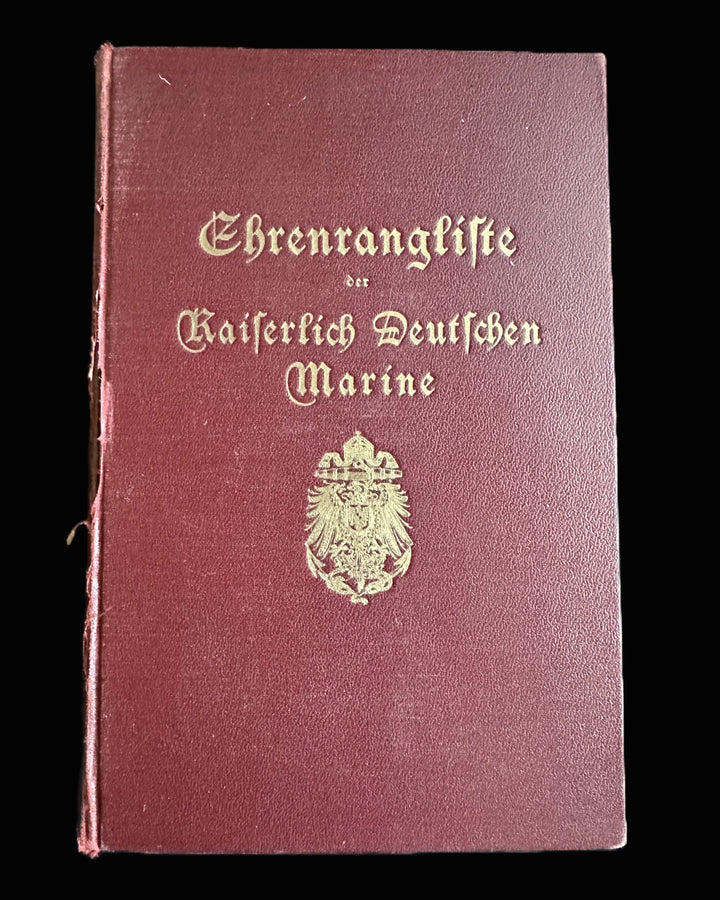 Ehrenrangliſte
der
Kaiſerlich Deutſchen
Marine